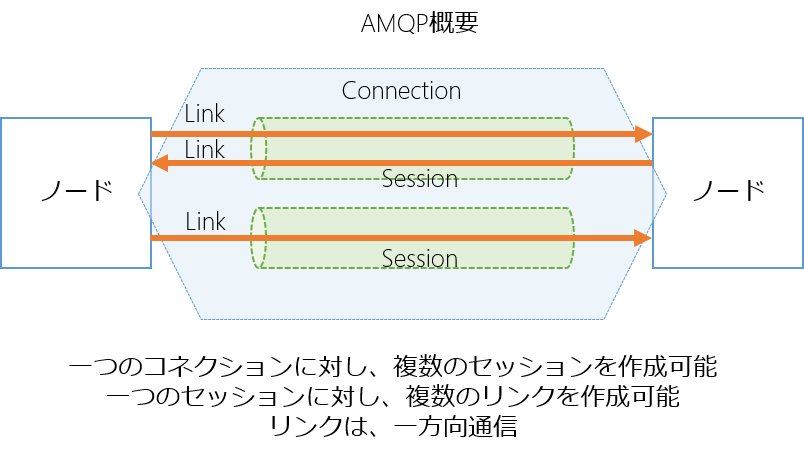 AMQP概要
Connection
Link
Link
Session
ノード
ノード
Link
Session
一つのコネクションに対し、複数のセッションを作成可能
一つのセッションに対し、複数のリンクを作成可能
リンクは、一方向通信